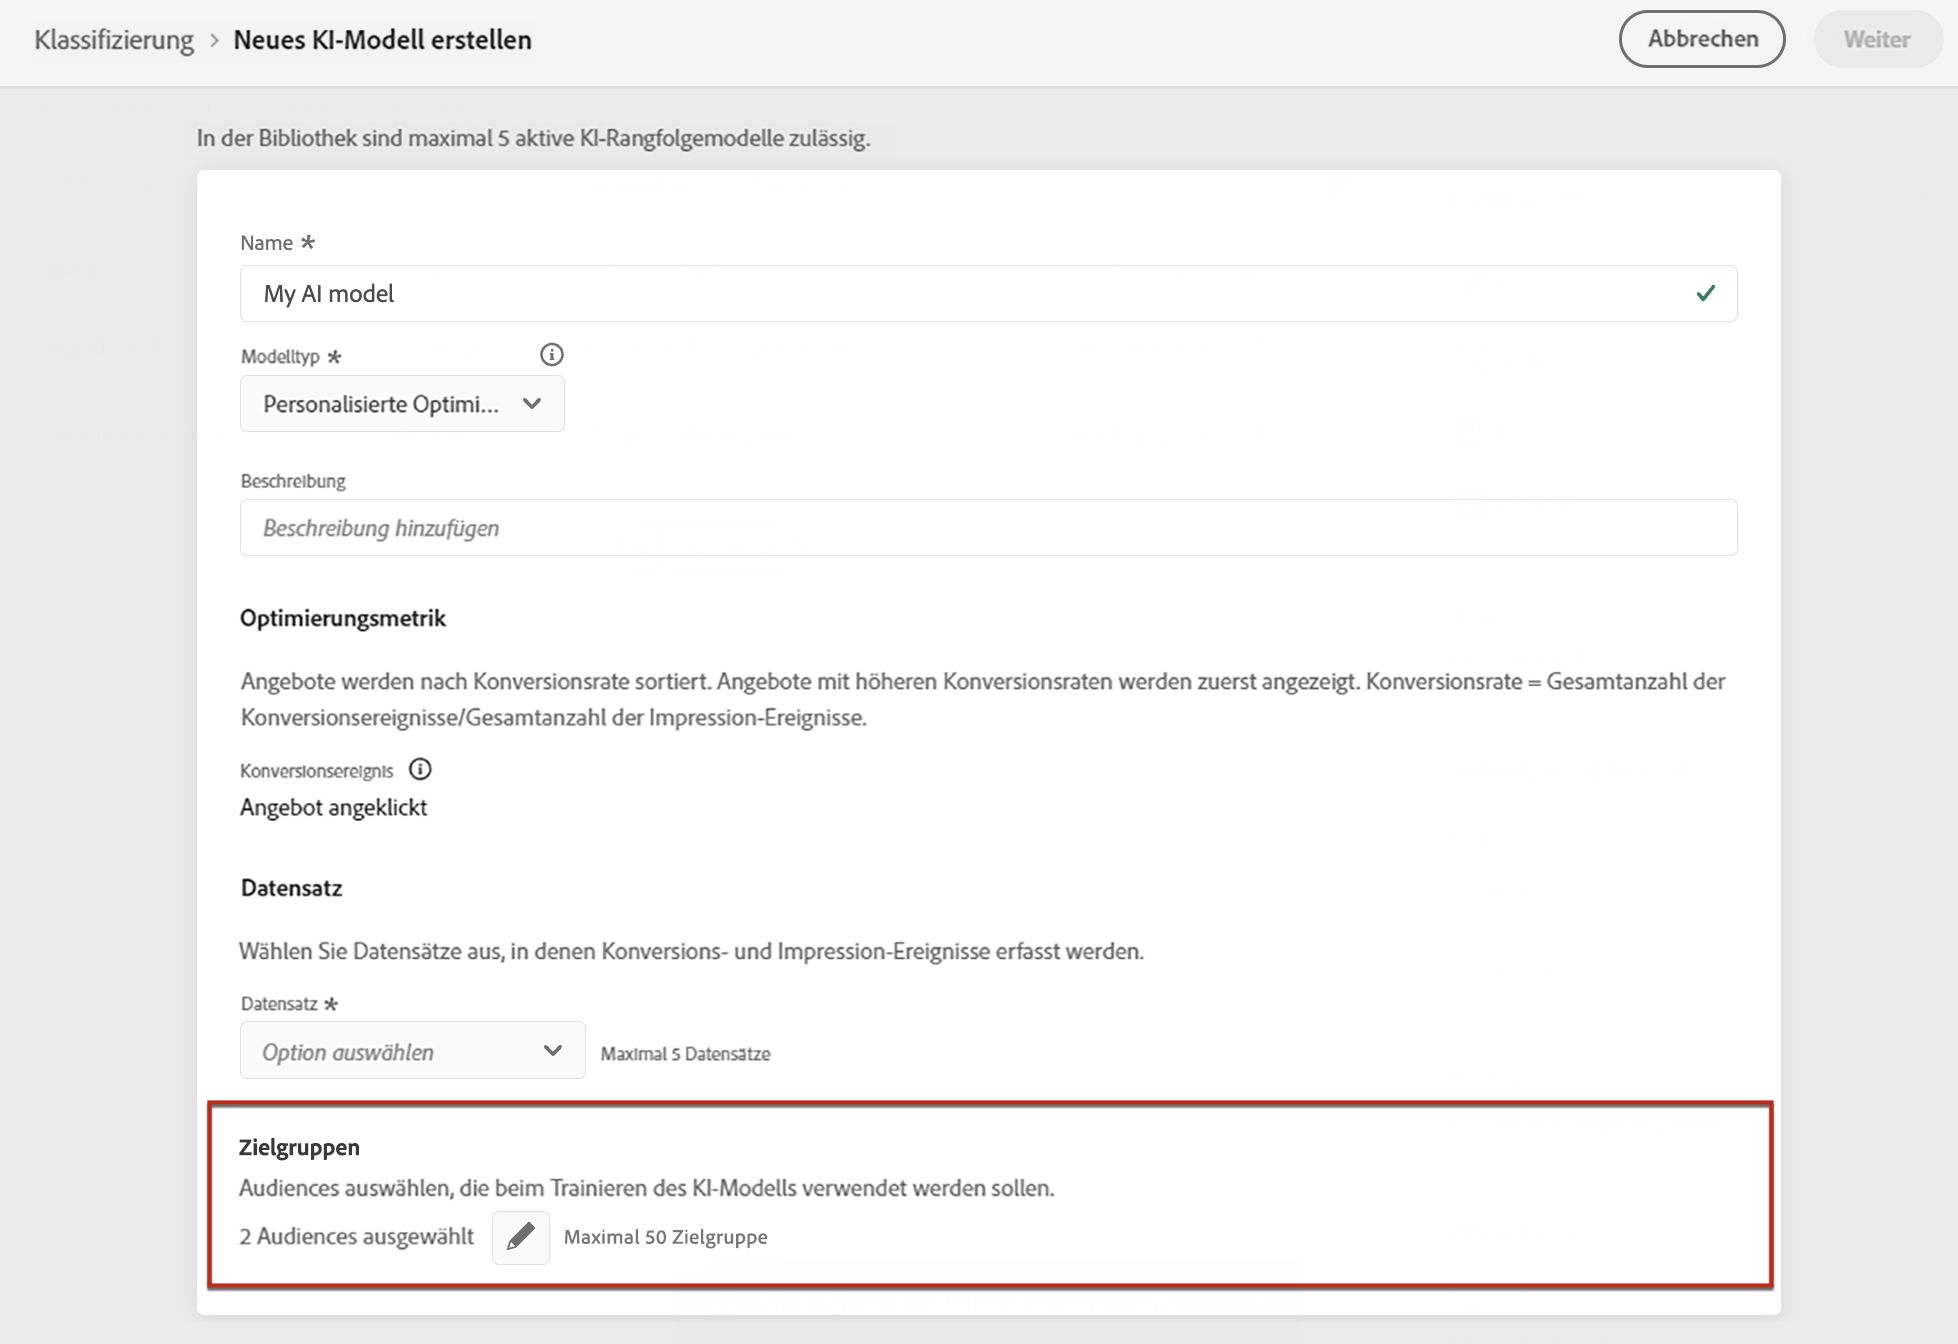 Klassifizierung > Neues KI-Modell erstellen
Abbrechen
Weiter
In der Bibliothek sind maximal 5 aktive KI-Rangfolgemodelle zulässig.
Name *
My AI model
Modelltyp *
Personalisierte Optimi...
Beschreibung
Beschreibung hinzufügen
Optimierungsmetrik
Angebote werden nach Konversionsrate sortiert. Angebote mit höheren Konversionsraten werden zuerst angezeigt. Konversionsrate = Gesamtanzahl der
Konversionsereignisse/Gesamtanzahl der Impression-Ereignisse.
Konversionsereignis
Angebot angeklickt
Datensatz
Wählen Sie Datensätze aus, in denen Konversions- und Impression-Ereignisse erfasst werden.
Datensatz *
Option auswählen
Maximal 5 Datensätze
Zielgruppen
Audiences auswählen, die beim Trainieren des KI-Modells verwendet werden sollen.
2 Audiences ausgewählt
Maximal 50 Zielgruppe